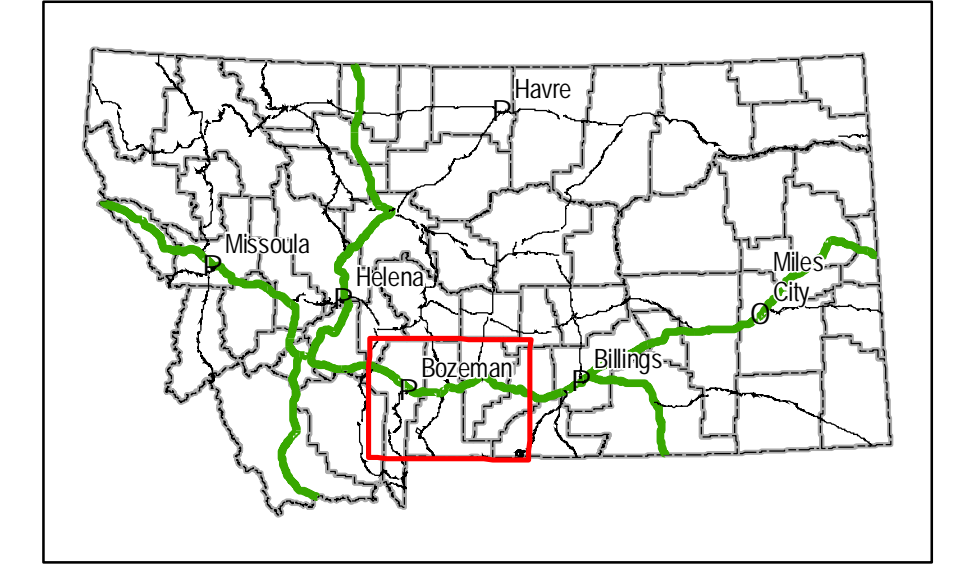 P Havre
Missoula
P
Helena
P
Miles
City
O
Bozeman
P
Billings
P